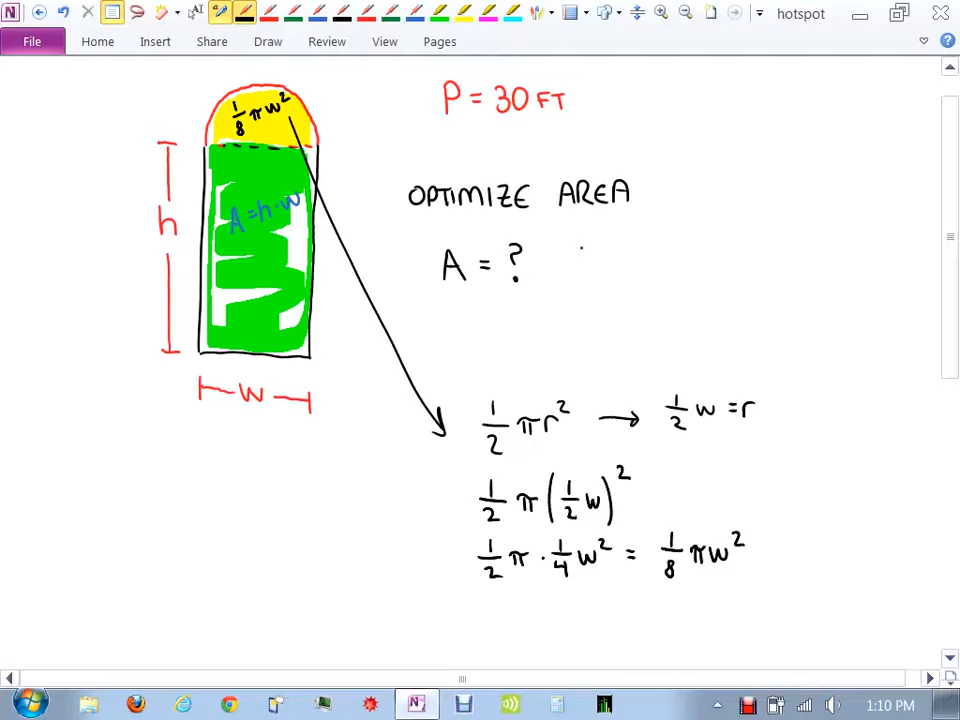 hotspot
File Home Insert Share Draw Review View Pages
1/8 πw²
P = 30 FT
h
A = h·w
OPTIMIZE AREA
A = ?
w
1/2 πr² → 1/2 w = r
1/2 π (1/2 w)²
1/2 π · 1/4 w² = 1/8 πw²
1:10 PM